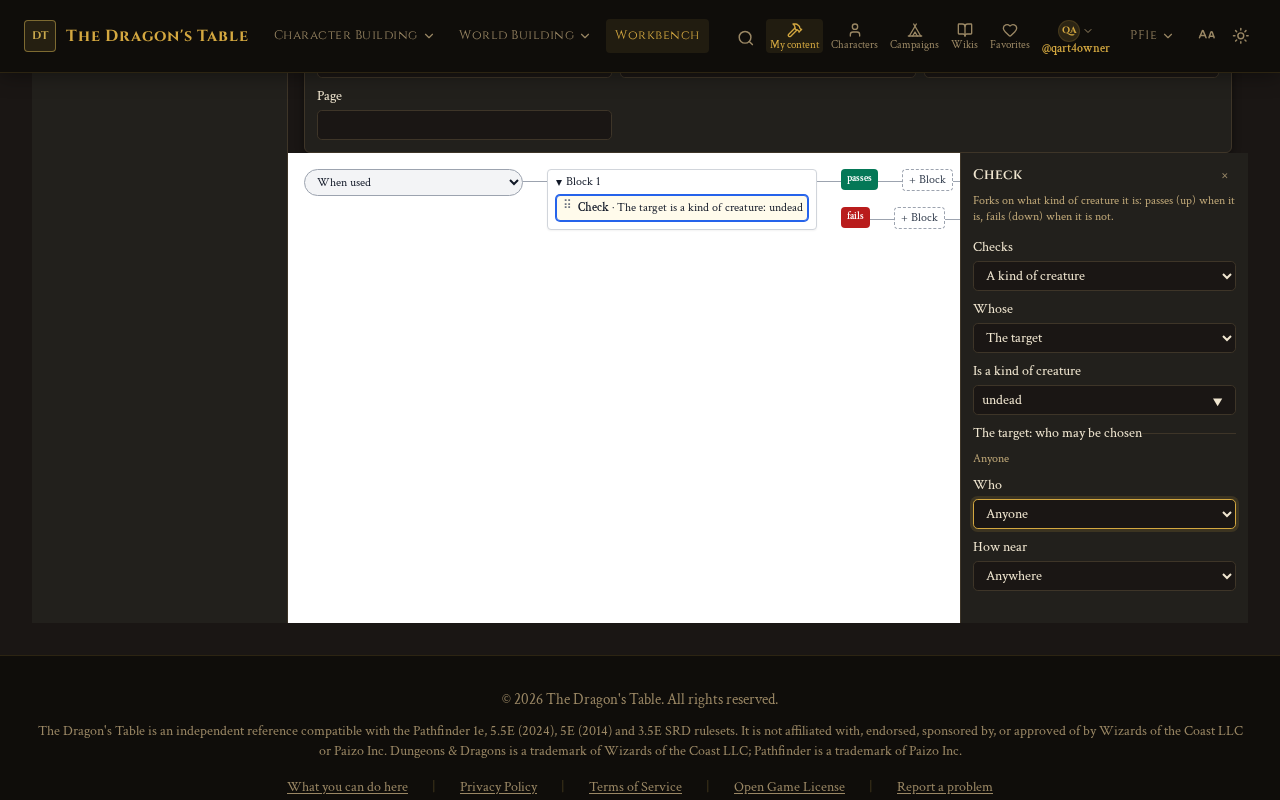 DT The Dragon's Table Character Building World Building Workbench My content Characters Campaigns Wikis Favorites QA @qart4owner PF1e AA
Page
When used
▾ Block 1
Check · The target is a kind of creature: undead
passes
+ Block
fails
+ Block
Check ×
Forks on what kind of creature it is: passes (up) when it
is, fails (down) when it is not.
Checks
A kind of creature
Whose
The target
Is a kind of creature
undead
The target: who may be chosen
Anyone
Who
Anyone
How near
Anywhere
© 2026 The Dragon's Table. All rights reserved.
The Dragon's Table is an independent reference compatible with the Pathfinder 1e, 5.5E (2024), 5E (2014) and 3.5E SRD rulesets. It is not affiliated with, endorsed, sponsored by, or approved of by Wizards of the Coast LLC
or Paizo Inc. Dungeons & Dragons is a trademark of Wizards of the Coast LLC; Pathfinder is a trademark of Paizo Inc.
What you can do here | Privacy Policy | Terms of Service | Open Game License | Report a problem